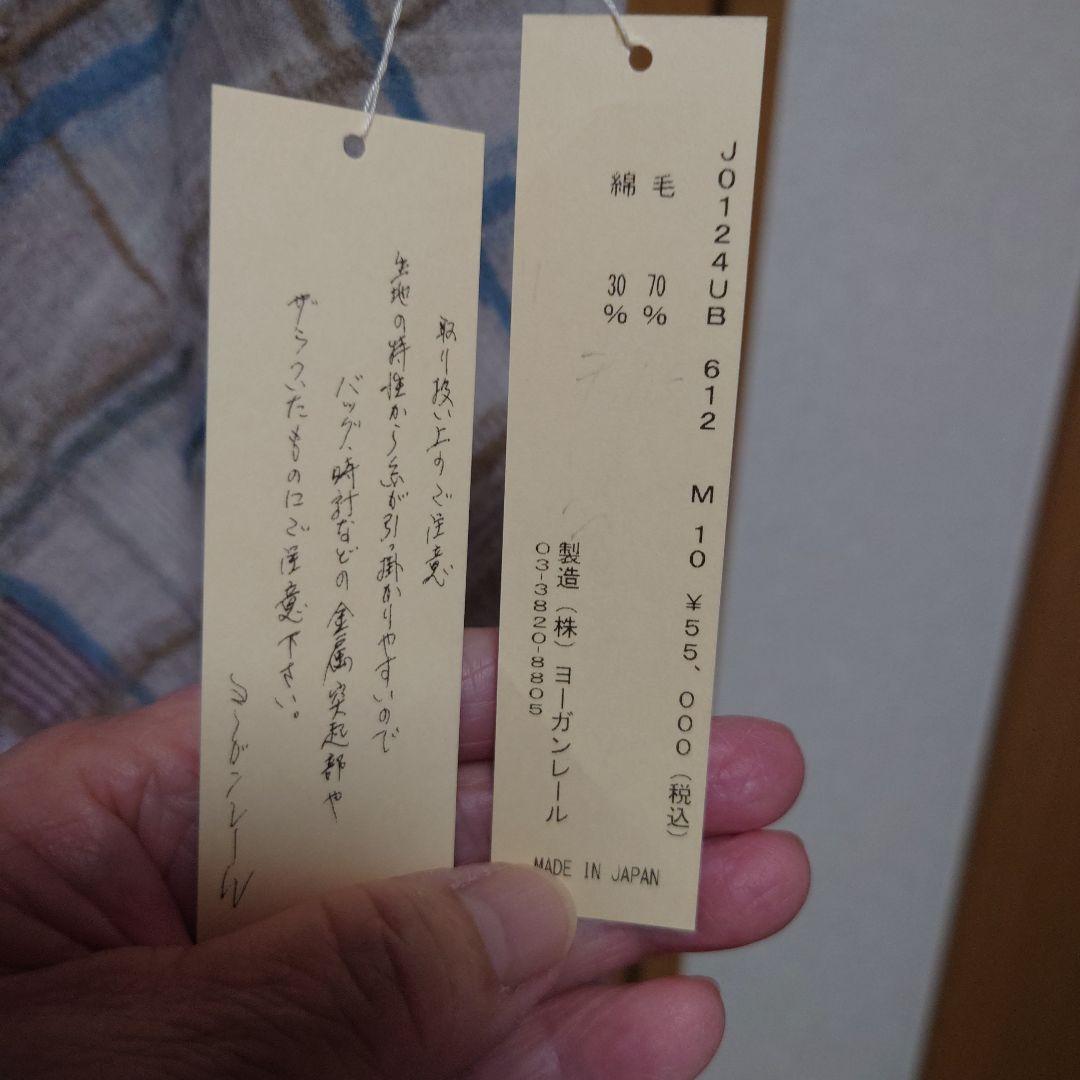 取り扱い上のご注意
生地の特性から糸が引っ掛かりやすいので
バッグ、時計などの金属突起部や
ザラついたものにご注意下さい。
ヨーガンレール
J0124UB 612 M 10 ¥55,000(税込)
毛 70%
綿 30%
製造(株)ヨーガンレール
03-3820-8805
MADE IN JAPAN